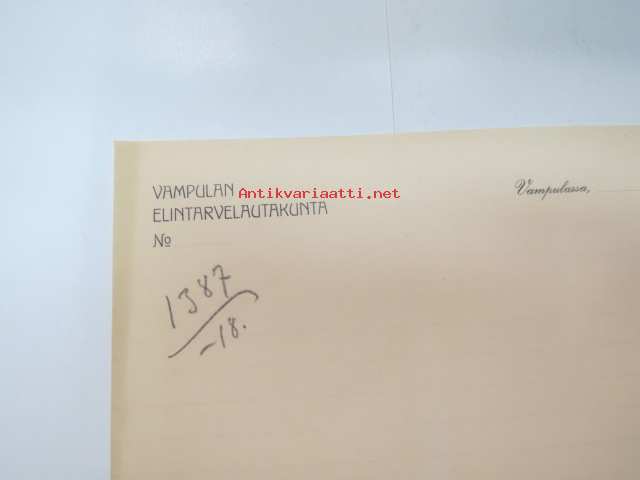 VAMPULAN
Antikvariaatti.net
Vampulassa,
ELINTARVELAUTAKUNTA
No
1387
-18.